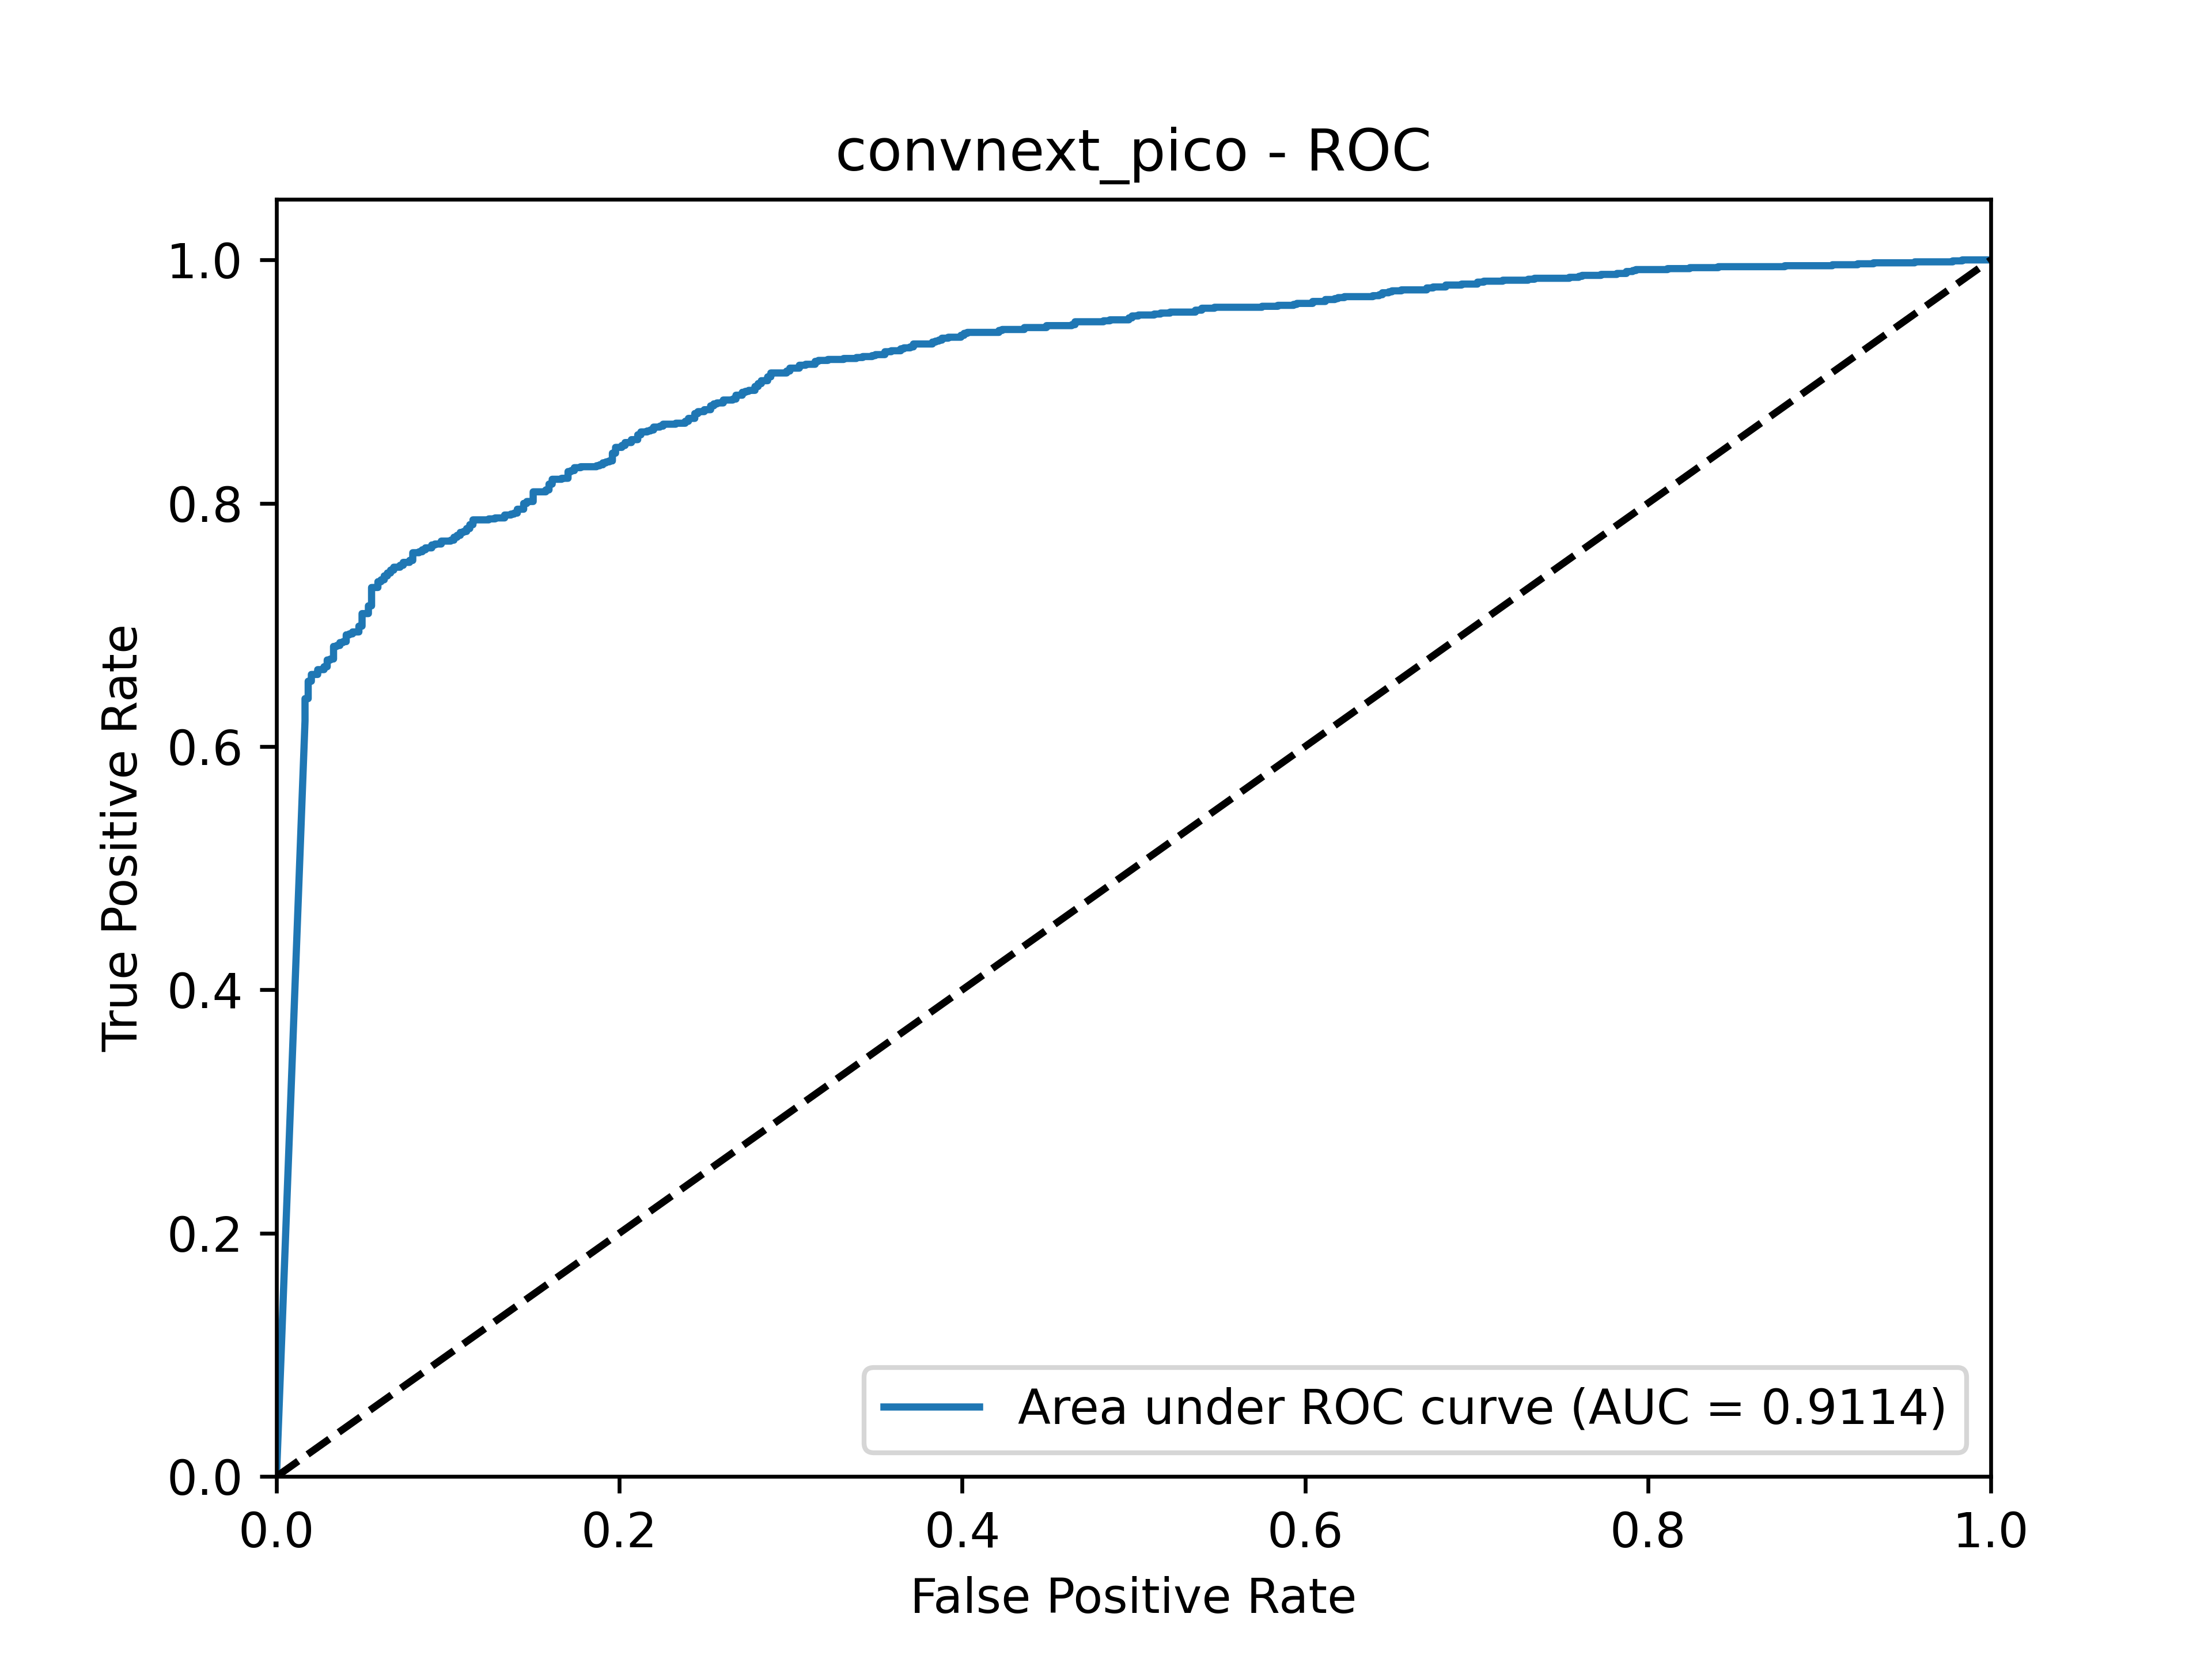 convnext_pico - ROC
1.0
0.8
0.6
0.4
0.2
0.0
True Positive Rate
0.0 0.2 0.4 0.6 0.8 1.0
False Positive Rate
Area under ROC curve (AUC = 0.9114)